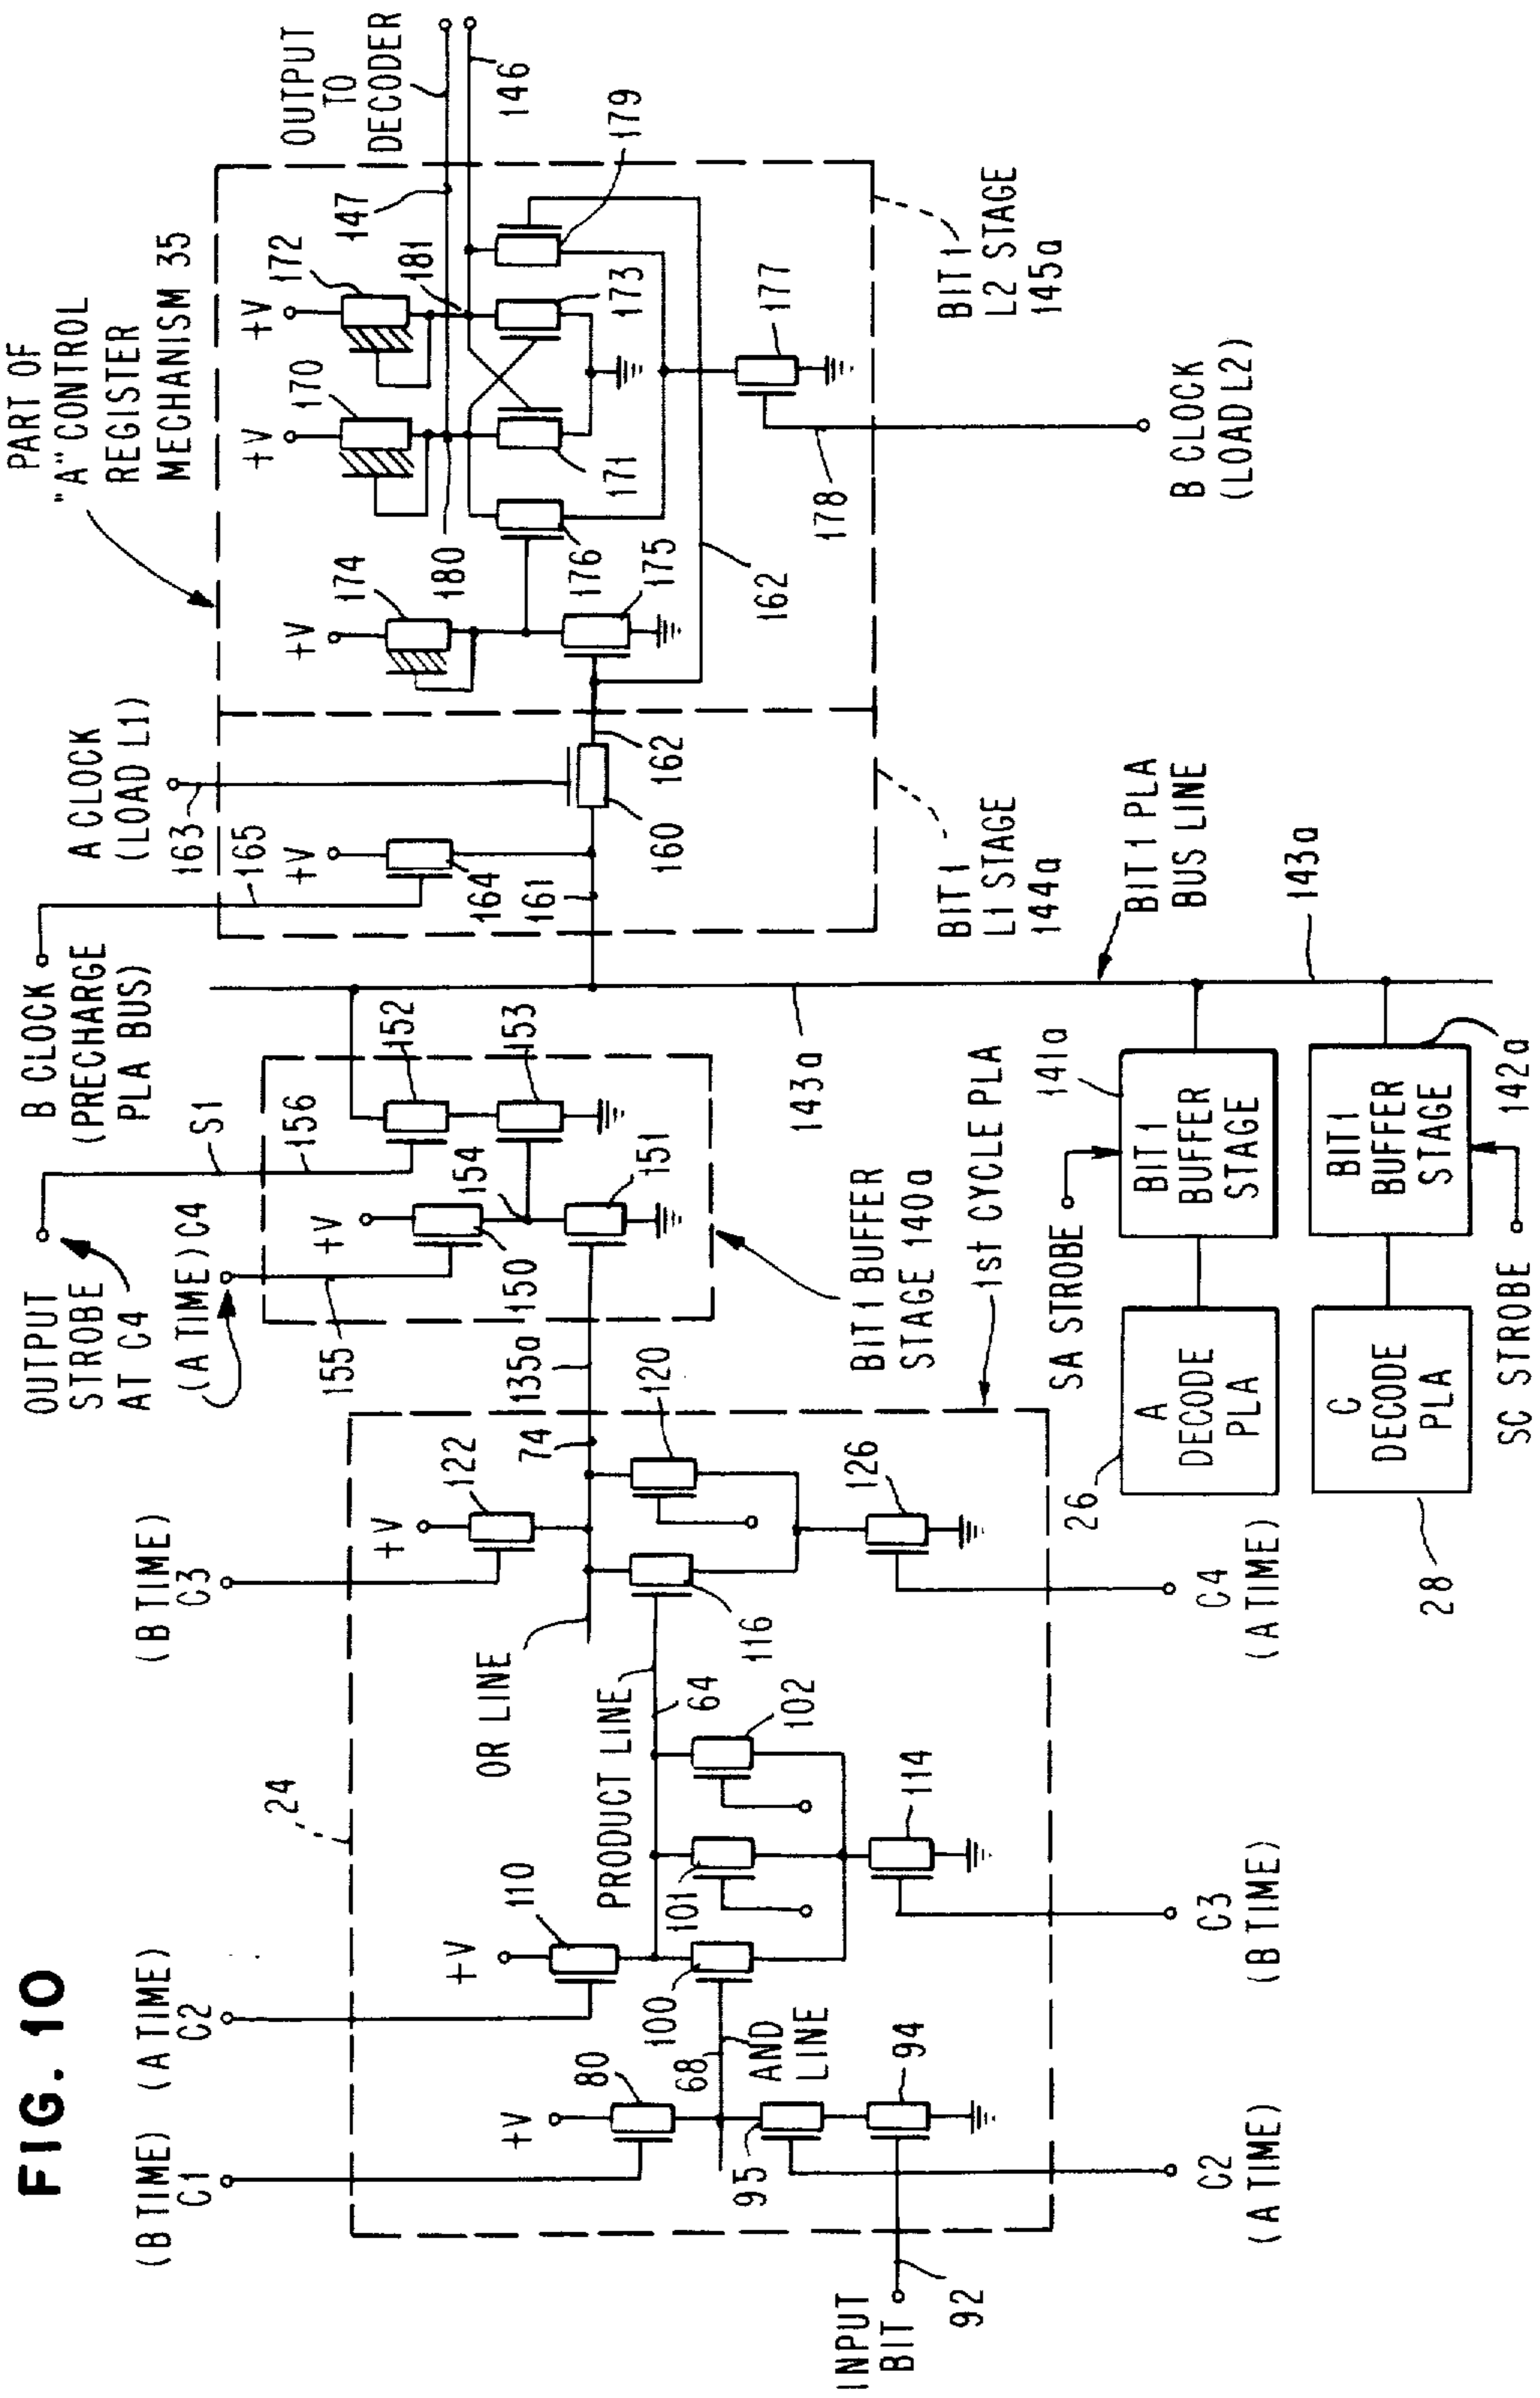 FIG. 10
(B TIME)
C1
(A TIME)
C2
(B TIME)
C3
OUTPUT
STROBE
AT C4
(A TIME) C4
B CLOCK
(PRECHARGE
PLA BUS)
A CLOCK
(LOAD L1)
PART OF
"A" CONTROL
REGISTER
MECHANISM 35
OUTPUT
TO
DECODER
24
+V
80
68
AND
LINE
95
94
INPUT
BIT
92
C2
(A TIME)
+V
110
PRODUCT LINE
64
100
101
102
114
C3
(B TIME)
OR LINE
+V
122
74
116
120
126
C4
(A TIME)
135a
155
S1
156
+V
150
154
151
152
153
BIT 1 BUFFER
STAGE 140a
1st CYCLE PLA
143a
BIT 1 PLA
BUS LINE
143a
26
A
DECODE
PLA
SA STROBE
141a
BIT 1
BUFFER
STAGE
28
C
DECODE
PLA
SC STROBE
142a
BIT 1
BUFFER
STAGE
163
165
+V
164
161
160
162
BIT 1
L1 STAGE
144a
+V
174
175
176
180
+V
170
171
+V
172
181
173
147
146
179
177
162
178
BIT 1
L2 STAGE
145a
B CLOCK
(LOAD L2)